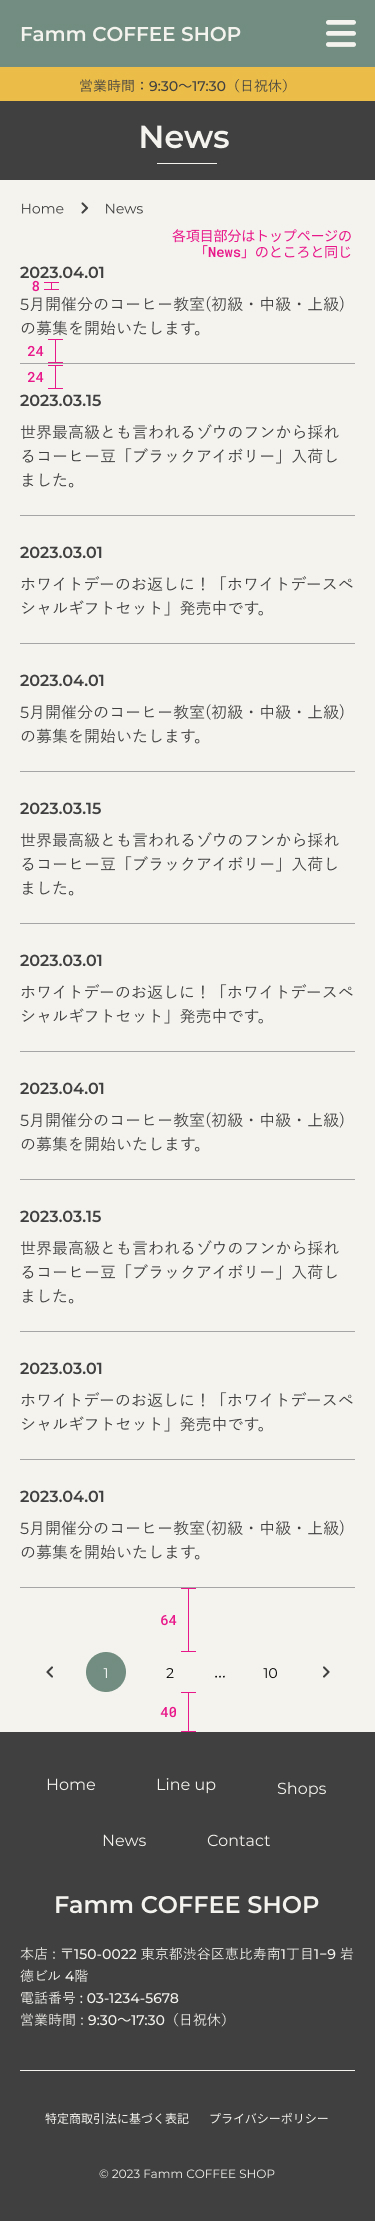 Famm COFFEE SHOP
営業時間：9:30〜17:30（日祝休）
News
Home News
各項目部分はトップページの
「News」のところと同じ
2023.04.01
8
5月開催分のコーヒー教室(初級・中級・上級)
の募集を開始いたします。
24
24
2023.03.15
世界最高級とも言われるゾウのフンから採れ
るコーヒー豆「ブラックアイボリー」入荷し
ました。
2023.03.01
ホワイトデーのお返しに！「ホワイトデースペ
シャルギフトセット」発売中です。
2023.04.01
5月開催分のコーヒー教室(初級・中級・上級)
の募集を開始いたします。
2023.03.15
世界最高級とも言われるゾウのフンから採れ
るコーヒー豆「ブラックアイボリー」入荷し
ました。
2023.03.01
ホワイトデーのお返しに！「ホワイトデースペ
シャルギフトセット」発売中です。
2023.04.01
5月開催分のコーヒー教室(初級・中級・上級)
の募集を開始いたします。
2023.03.15
世界最高級とも言われるゾウのフンから採れ
るコーヒー豆「ブラックアイボリー」入荷し
ました。
2023.03.01
ホワイトデーのお返しに！「ホワイトデースペ
シャルギフトセット」発売中です。
2023.04.01
5月開催分のコーヒー教室(初級・中級・上級)
の募集を開始いたします。
64
1 2 ... 10
40
Home Line up Shops
News Contact
Famm COFFEE SHOP
本店 : 〒150-0022 東京都渋谷区恵比寿南1丁目1−9 岩
德ビル 4階
電話番号 : 03-1234-5678
営業時間 : 9:30〜17:30（日祝休）
特定商取引法に基づく表記 プライバシーポリシー
© 2023 Famm COFFEE SHOP